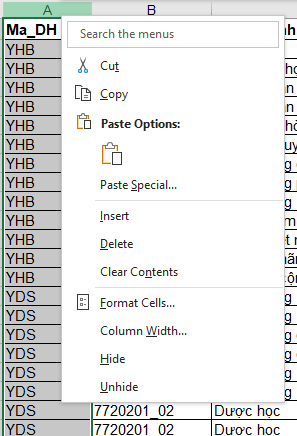 A B
Ma_DH
YHB
YHB
YHB
YHB
YHB
YHB
YHB
YHB
YHB
YHB
YHB
YHB
YHB
YDS
YDS
YDS
YDS
YDS
YDS
Search the menus
Cut
Copy
Paste Options:
Paste Special...
Insert
Delete
Clear Contents
Format Cells...
Column Width...
Hide
Unhide
YDS 7720201_02 Dược học
YDS 7720201_02 Dược học